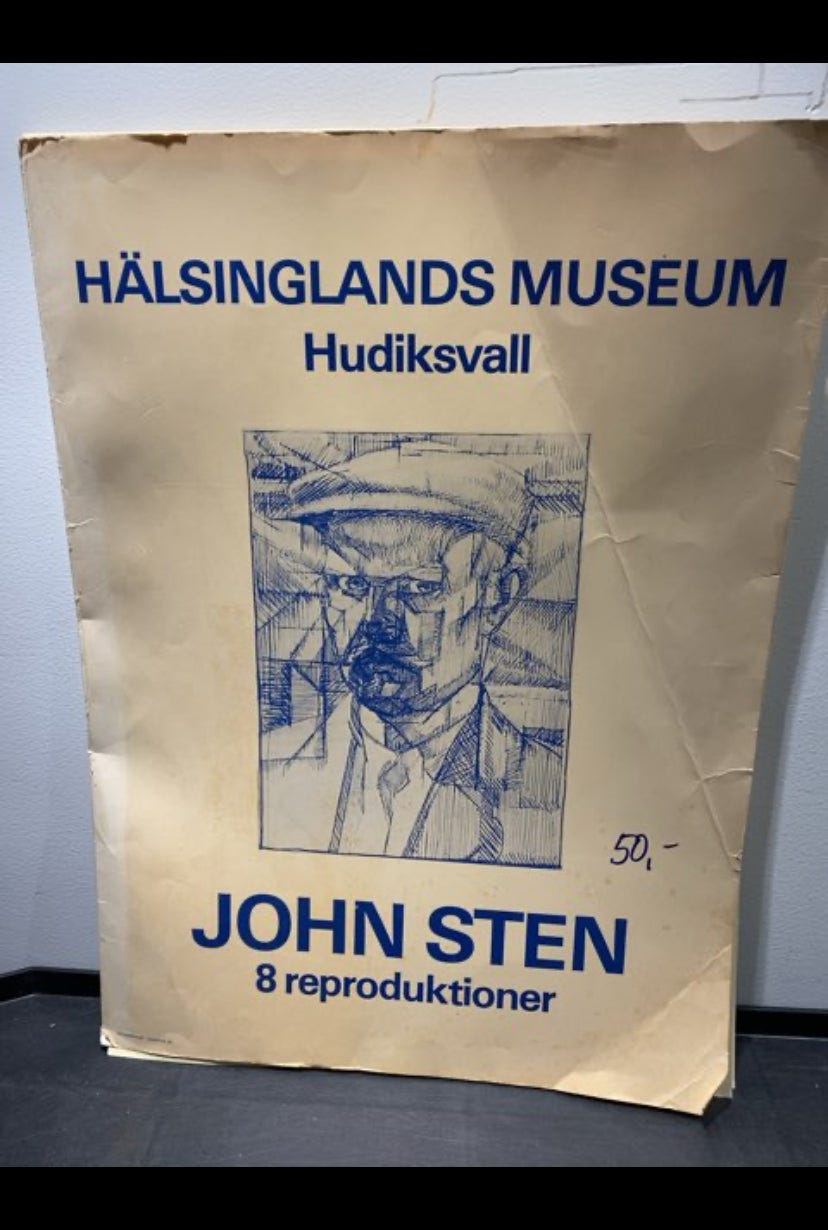 HÄLSINGLANDS MUSEUM
Hudiksvall
50,-
JOHN STEN
8 reproduktioner